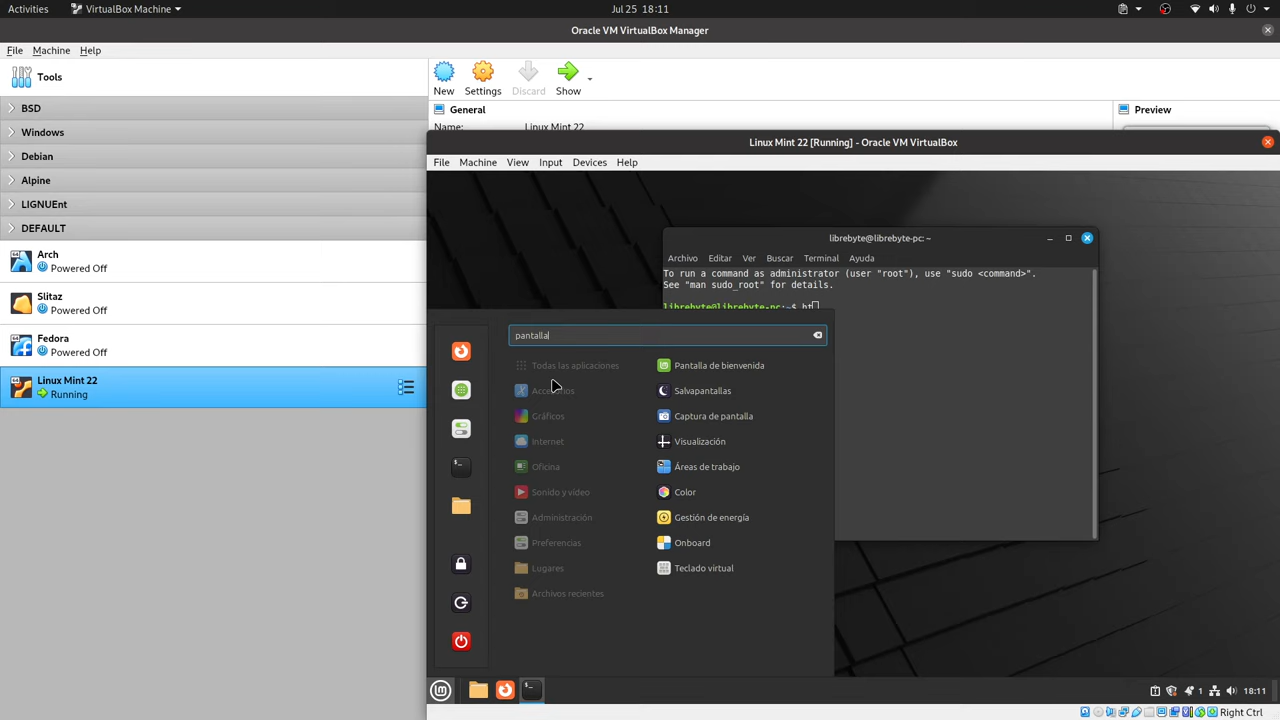 Activities
VirtualBox Machine
Jul 25 18:11
Oracle VM VirtualBox Manager
File Machine Help
Tools
New Settings Discard Show
BSD
Windows
Debian
Alpine
LIGNUEnt
DEFAULT
Arch
Powered Off
Slitaz
Powered Off
Fedora
Powered Off
Linux Mint 22
Running
General
Preview
Name: Linux Mint 22
Linux Mint 22 [Running] - Oracle VM VirtualBox
File Machine View Input Devices Help
librebyte@librebyte-pc: ~
Archivo Editar Ver Buscar Terminal Ayuda
To run a command as administrator (user "root"), use "sudo <command>".
See "man sudo_root" for details.
librebyte@librebyte-pc:~$ ht
pantalla
Todas las aplicaciones
Accesorios
Gráficos
Internet
Oficina
Sonido y vídeo
Administración
Preferencias
Lugares
Archivos recientes
Pantalla de bienvenida
Salvapantallas
Captura de pantalla
Visualización
Áreas de trabajo
Color
Gestión de energía
Onboard
Teclado virtual
1
18:11
Right Ctrl